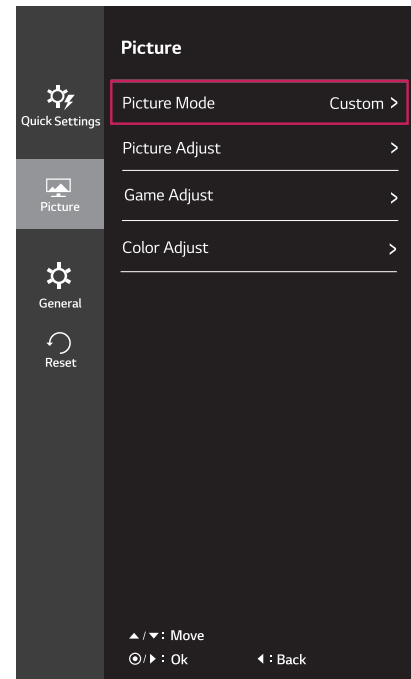 Picture
Quick Settings
Picture
General
Reset
Picture Mode Custom >
Picture Adjust >
Game Adjust >
Color Adjust >
▲/▼: Move
◉/▶: Ok ◀: Back